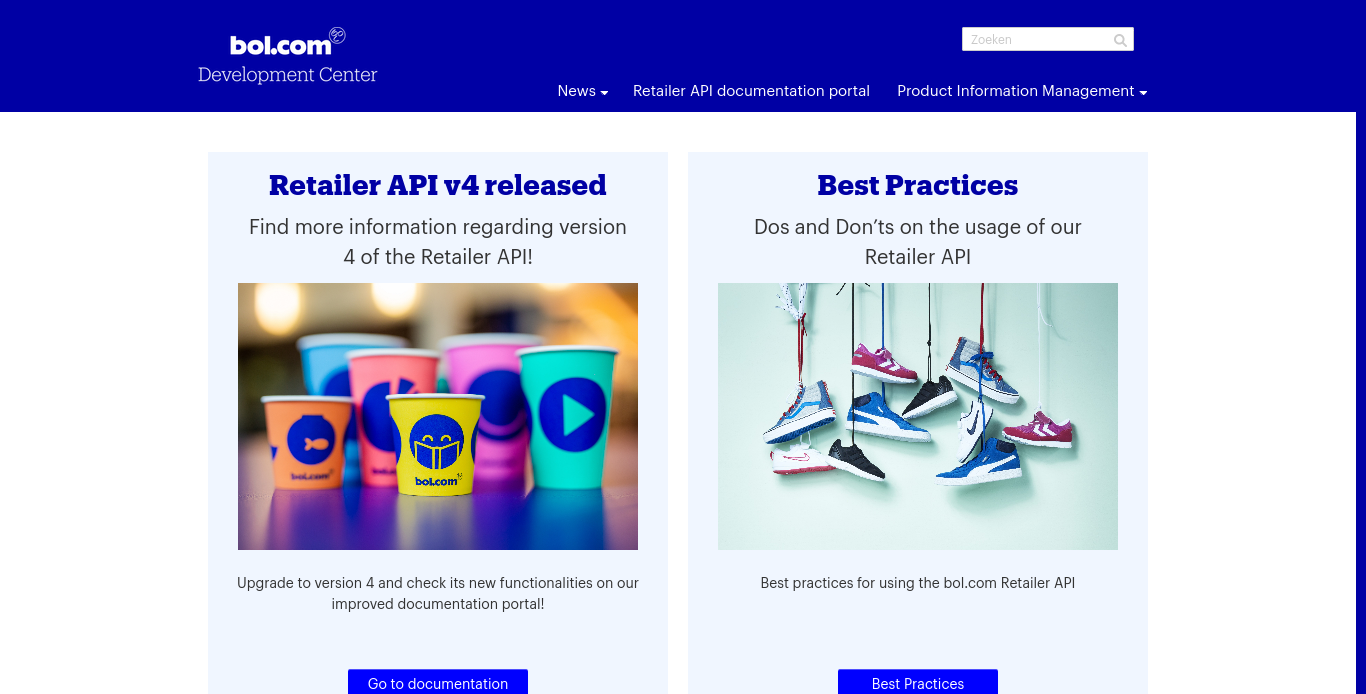 bol.com
Development Center
Zoeken
News
Retailer API documentation portal
Product Information Management
Retailer API v4 released
Find more information regarding version
4 of the Retailer API!
bol.com
bol.com
Upgrade to version 4 and check its new functionalities on our
improved documentation portal!
Go to documentation
Best Practices
Dos and Don’ts on the usage of our
Retailer API
Best practices for using the bol.com Retailer API
Best Practices